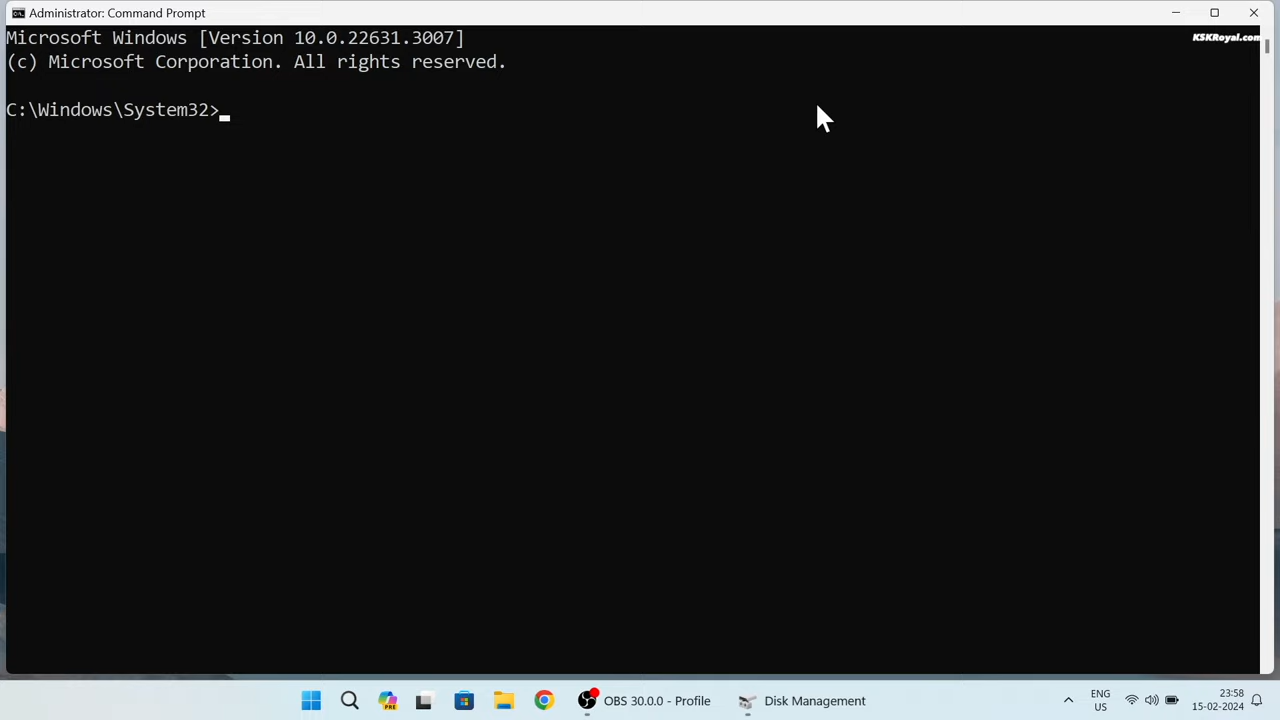 Administrator: Command Prompt
Microsoft Windows [Version 10.0.22631.3007]
KSKRoyal.com
(c) Microsoft Corporation. All rights reserved.
C:\Windows\System32>
PRE
OBS 30.0.0 - Profile
Disk Management
ENG
US
23:58
15-02-2024